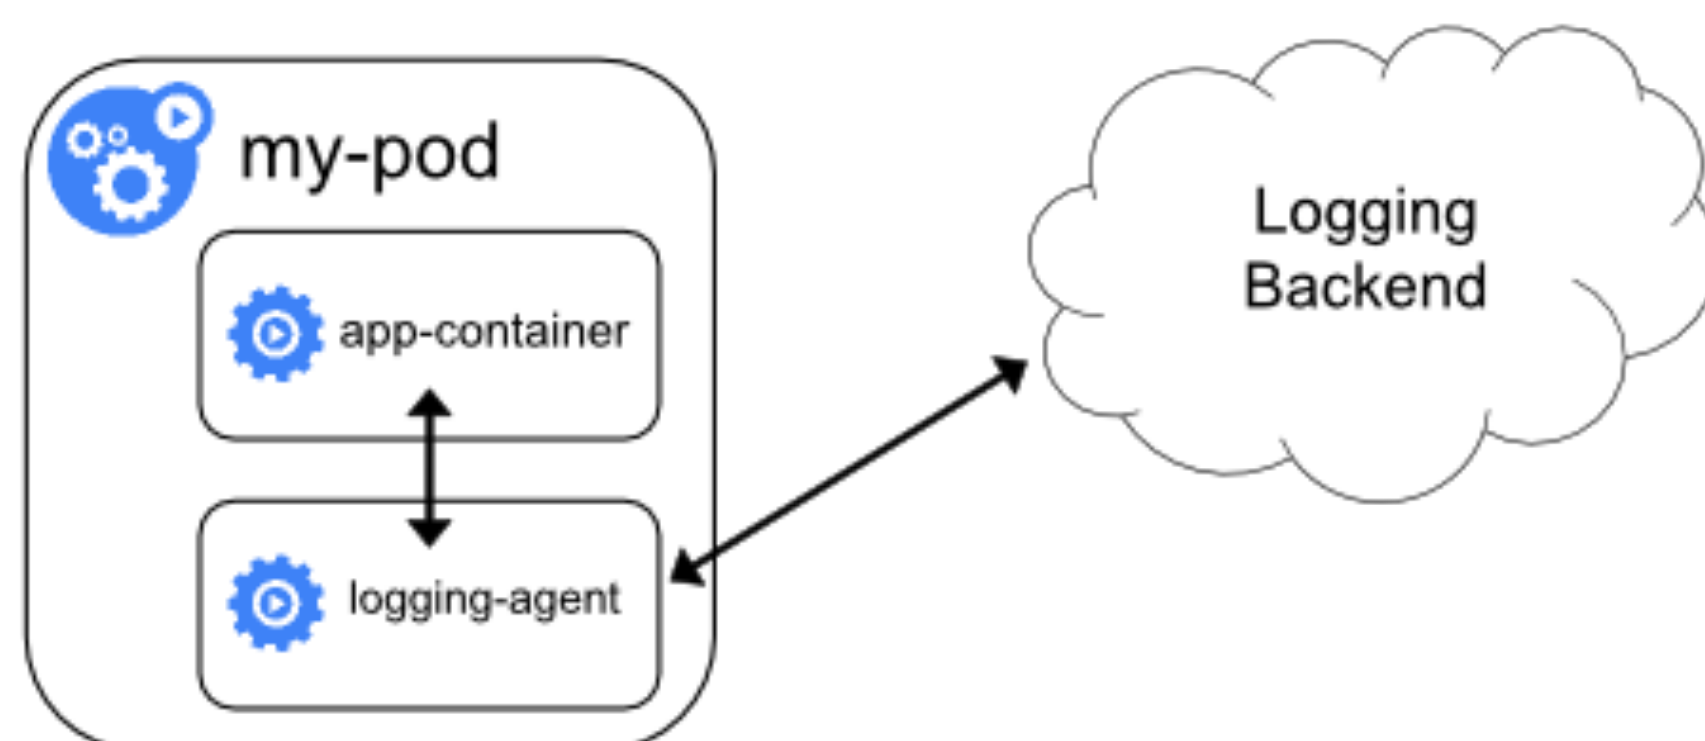 my-pod
app-container
logging-agent
Logging
Backend